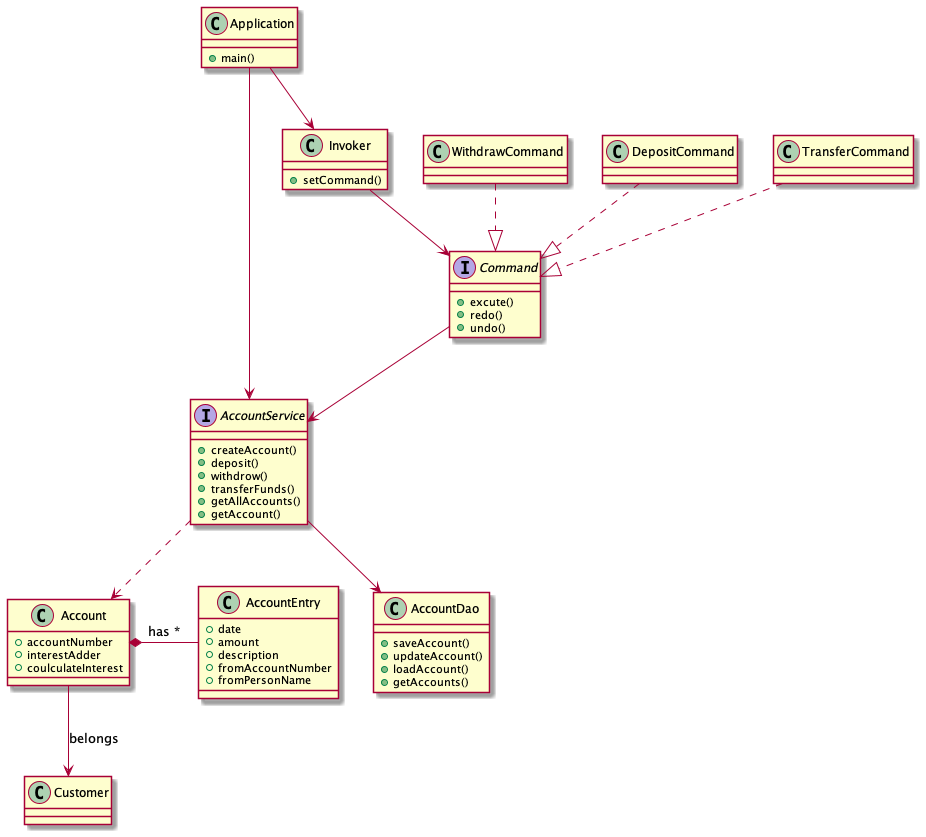 C Application
main()
C Invoker
setCommand()
C WithdrawCommand
C DepositCommand
C TransferCommand
I Command
excute()
redo()
undo()
I AccountService
createAccount()
deposit()
withdrow()
transferFunds()
getAllAccounts()
getAccount()
C Account
accountNumber
interestAdder
coulculateInterest
has *
C AccountEntry
date
amount
description
fromAccountNumber
fromPersonName
C AccountDao
saveAccount()
updateAccount()
loadAccount()
getAccounts()
belongs
C Customer